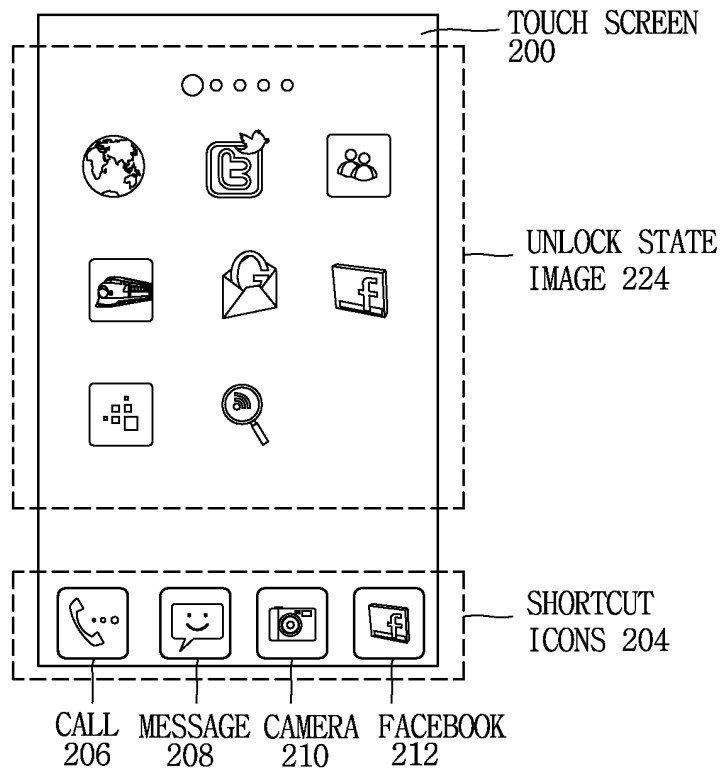 TOUCH SCREEN
200
t
G
f
UNLOCK STATE
IMAGE 224
SHORTCUT
ICONS 204
f
CALL
206
MESSAGE
208
CAMERA
210
FACEBOOK
212